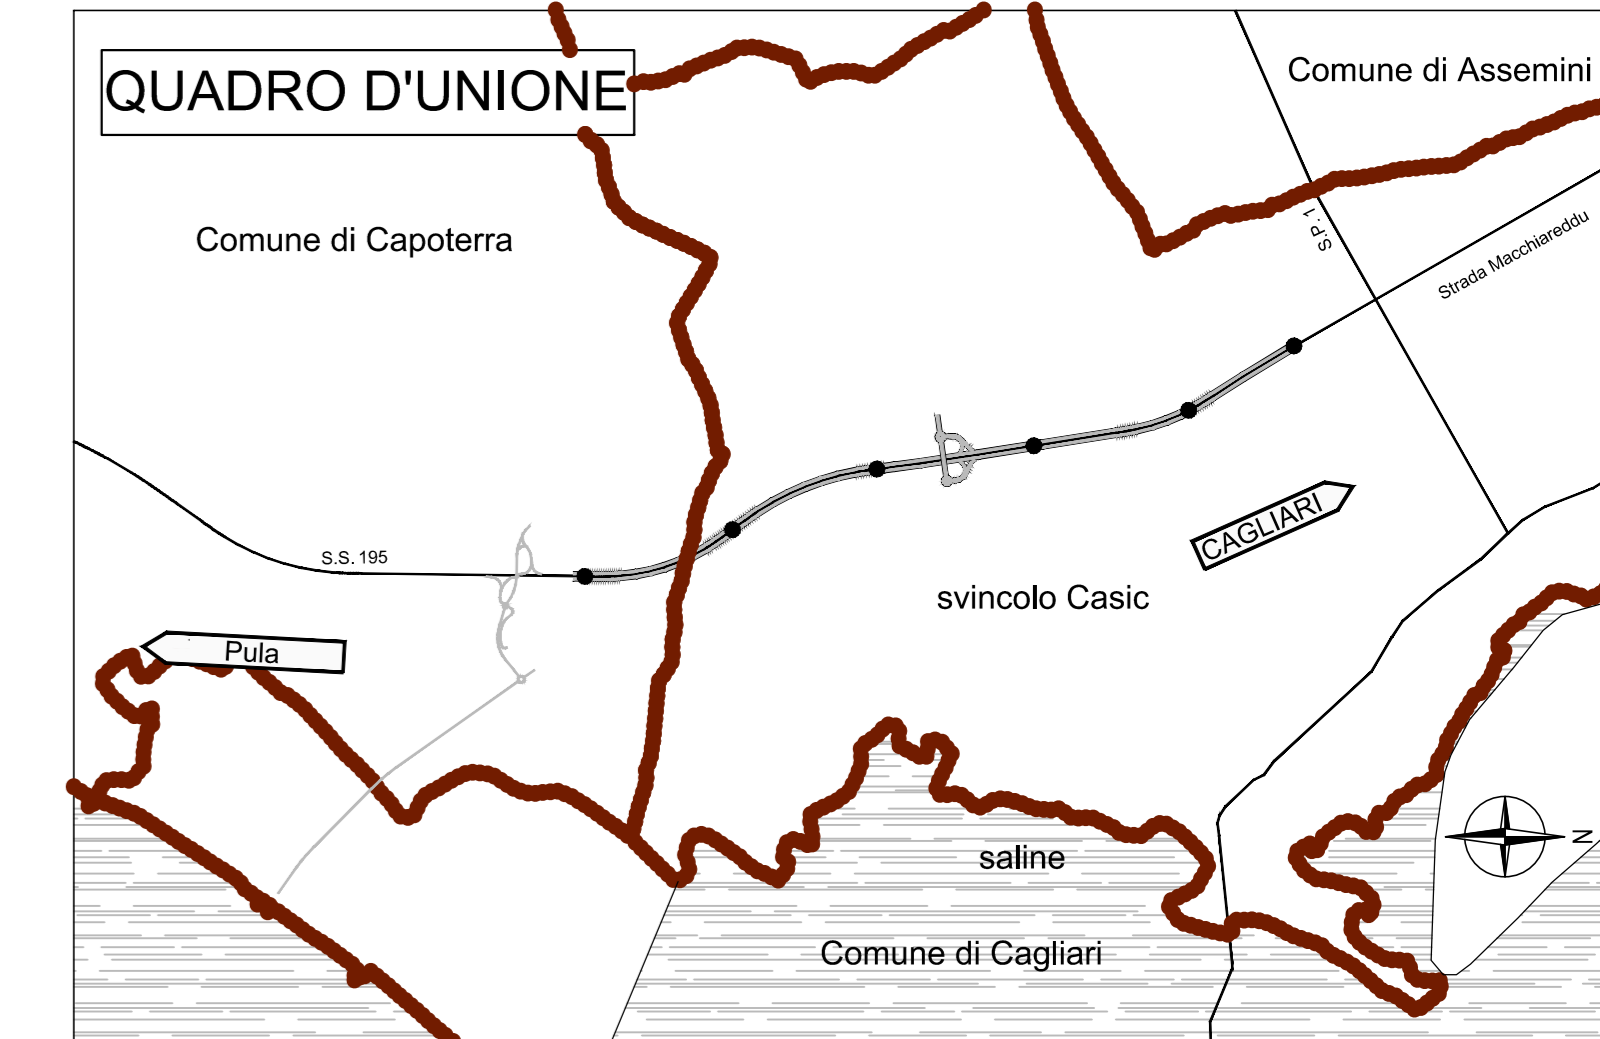 QUADRO D'UNIONE
Comune di Assemini
Comune di Capoterra
S.P.1
Strada Macchiareddu
CAGLIARI
S.S. 195
svincolo Casic
Pula
N
saline
Comune di Cagliari